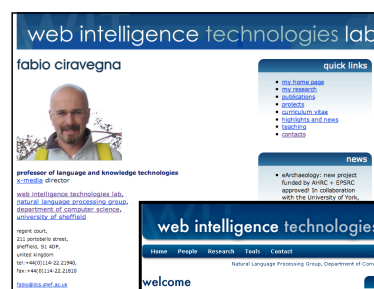 web intelligence technologies lab
fabio ciravegna
professor of language and knowledge technologies
x-media director
web intelligence technologies lab,
natural language processing group,
department of computer science,
university of sheffield
regent court,
211 portobello street,
sheffield, S1 4DP,
united kingdom
tel:+44(0)114-22.21940,
fax:+44(0)114-22.21810
fabio@dcs.shef.ac.uk
quick links
my home page
my research
publications
projects
curriculum vitae
highlights and news
teaching
contacts
news
eArchaeology: new project
funded by AHRC + EPSRC
approved! In collaboration
with the University of York,
web intelligence technologies
Home People Research Tools Contact
Natural Language Processing Group, Department of Com
welcome